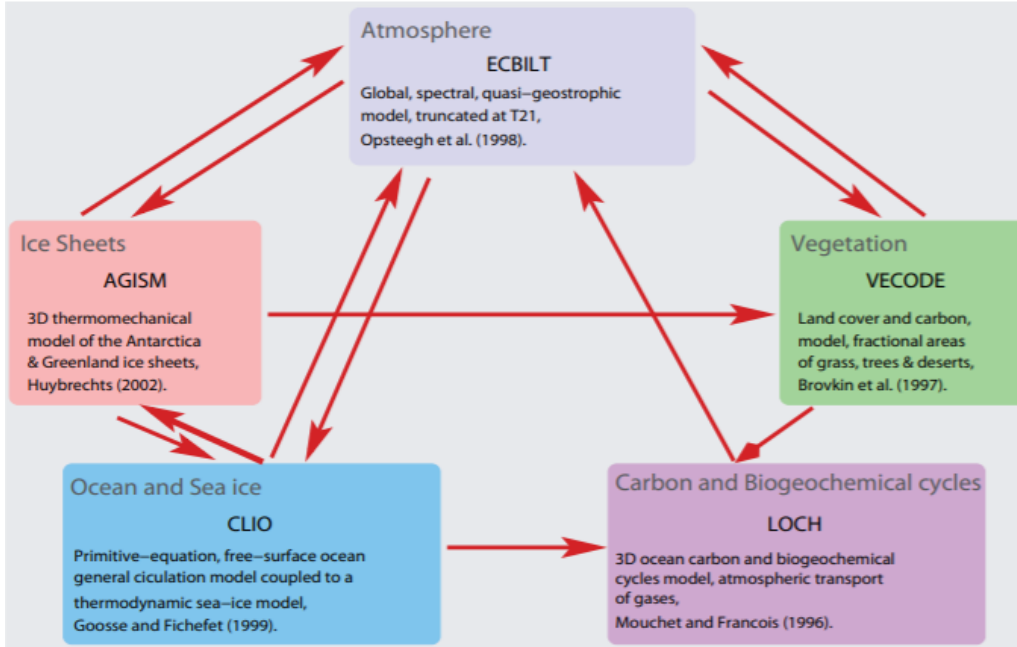 Atmosphere
ECBILT
Global, spectral, quasi−geostrophic
model, truncated at T21,
Opsteegh et al. (1998).
Ice Sheets
AGISM
3D thermomechanical
model of the Antarctica
& Greenland ice sheets,
Huybrechts (2002).
Vegetation
VECODE
Land cover and carbon,
model, fractional areas
of grass, trees & deserts,
Brovkin et al. (1997).
Ocean and Sea ice
CLIO
Primitive−equation, free−surface ocean
general ciculation model coupled to a
thermodynamic sea−ice model,
Goosse and Fichefet (1999).
Carbon and Biogeochemical cycles
LOCH
3D ocean carbon and biogeochemical
cycles model, atmospheric transport
of gases,
Mouchet and Francois (1996).